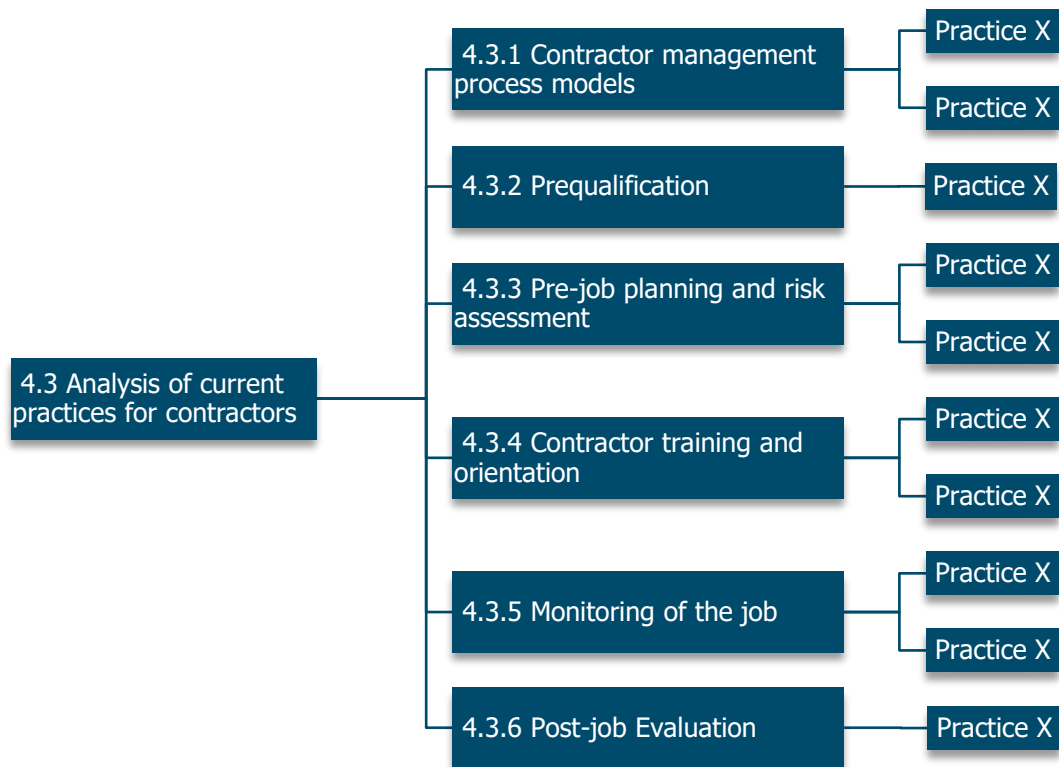 4.3 Analysis of current
practices for contractors
4.3.1 Contractor management
process models
Practice X
Practice X
4.3.2 Prequalification
Practice X
4.3.3 Pre-job planning and risk
assessment
Practice X
Practice X
4.3.4 Contractor training and
orientation
Practice X
Practice X
4.3.5 Monitoring of the job
Practice X
Practice X
4.3.6 Post-job Evaluation
Practice X